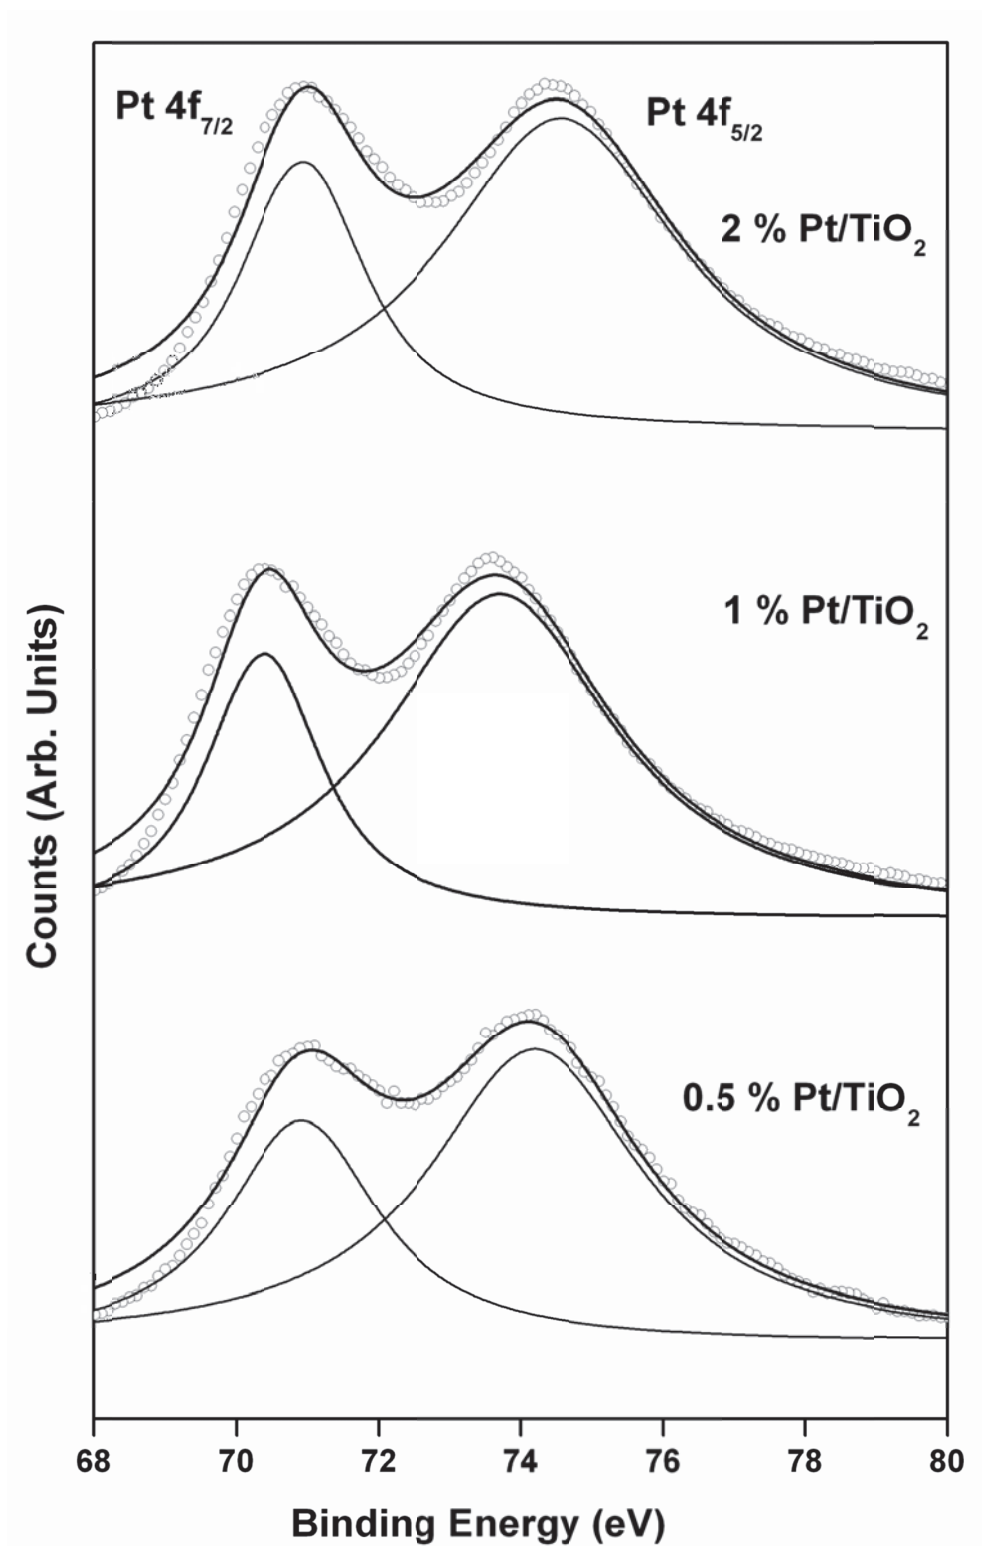 Pt 4f7/2
Pt 4f5/2
2 % Pt/TiO2
1 % Pt/TiO2
0.5 % Pt/TiO2
Counts (Arb. Units)
68 70 72 74 76 78 80
Binding Energy (eV)